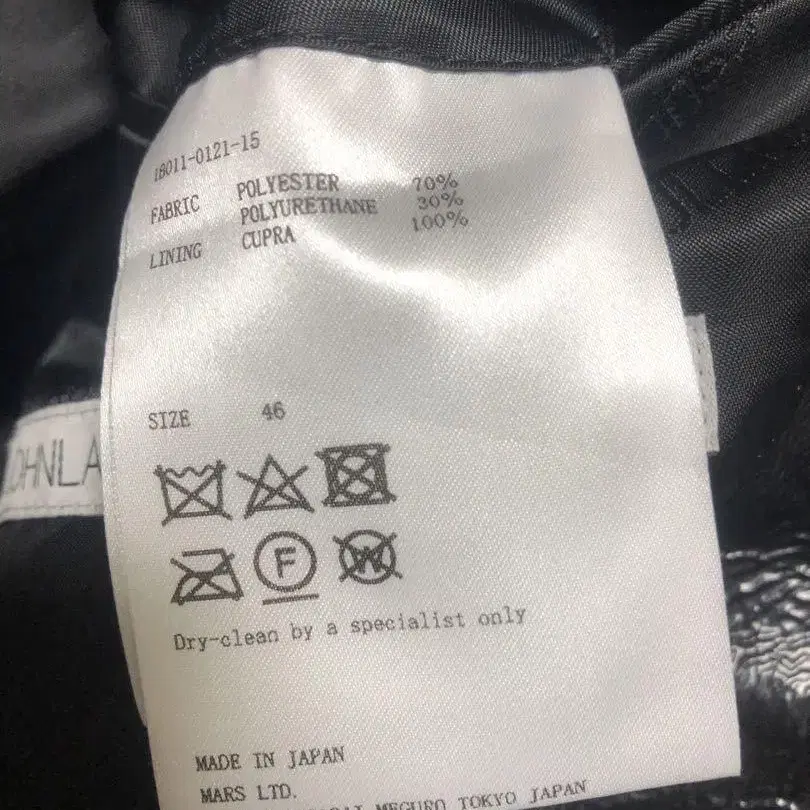 18011-0121-15
FABRIC POLYESTER 70%
POLYURETHANE 30%
LINING CUPRA 100%
SIZE 46
F
W
Dry-clean by a specialist only
MADE IN JAPAN
MARS LTD.
MEGURO TOKYO JAPAN
OHNLA